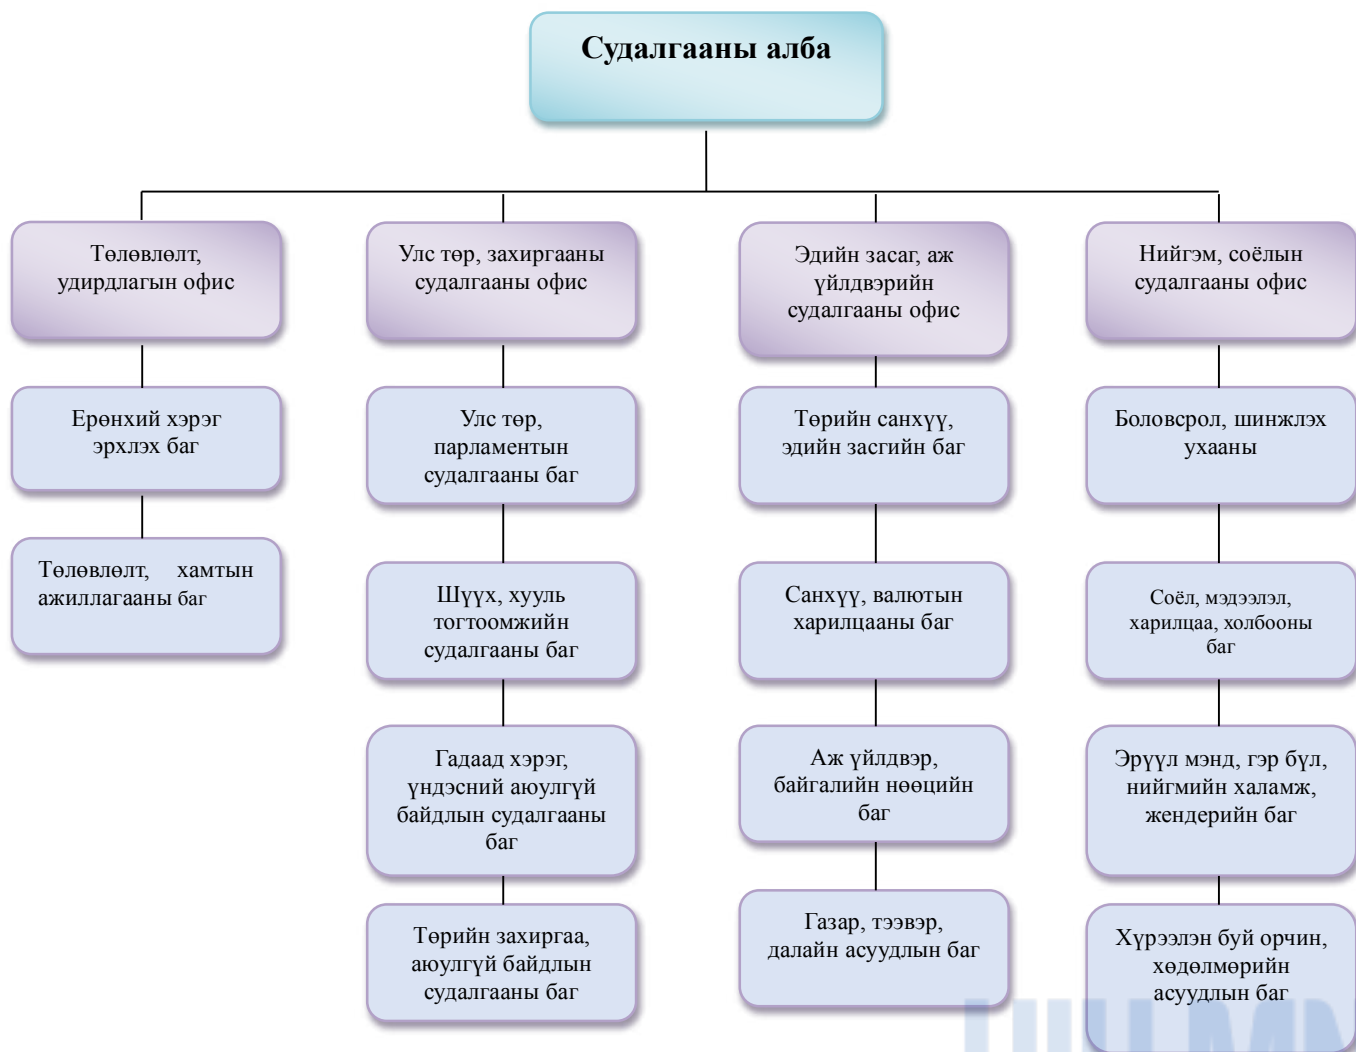 Судалгааны алба
Төлөвлөлт,
удирдлагын офис
Ерөнхий хэрэг
эрхлэх баг
Төлөвлөлт, хамтын
ажиллагааны баг
Улс төр, захиргааны
судалгааны офис
Улс төр,
парламентын
судалгааны баг
Шүүх, хууль
тогтоомжийн
судалгааны баг
Гадаад хэрэг,
үндэсний аюулгүй
байдлын судалгааны
баг
Төрийн захиргаа,
аюулгүй байдлын
судалгааны баг
Эдийн засаг, аж
үйлдвэрийн
судалгааны офис
Төрийн санхүү,
эдийн засгийн баг
Санхүү, валютын
харилцааны баг
Аж үйлдвэр,
байгалийн нөөцийн
баг
Газар, тээвэр,
далайн асуудлын баг
Нийгэм, соёлын
судалгааны офис
Боловсрол, шинжлэх
ухааны
Соёл, мэдээлэл,
харилцаа, холбооны
баг
Эрүүл мэнд, гэр бүл,
нийгмийн халамж,
жендерийн баг
Хүрээлэн буй орчин,
хөдөлмөрийн
асуудлын баг